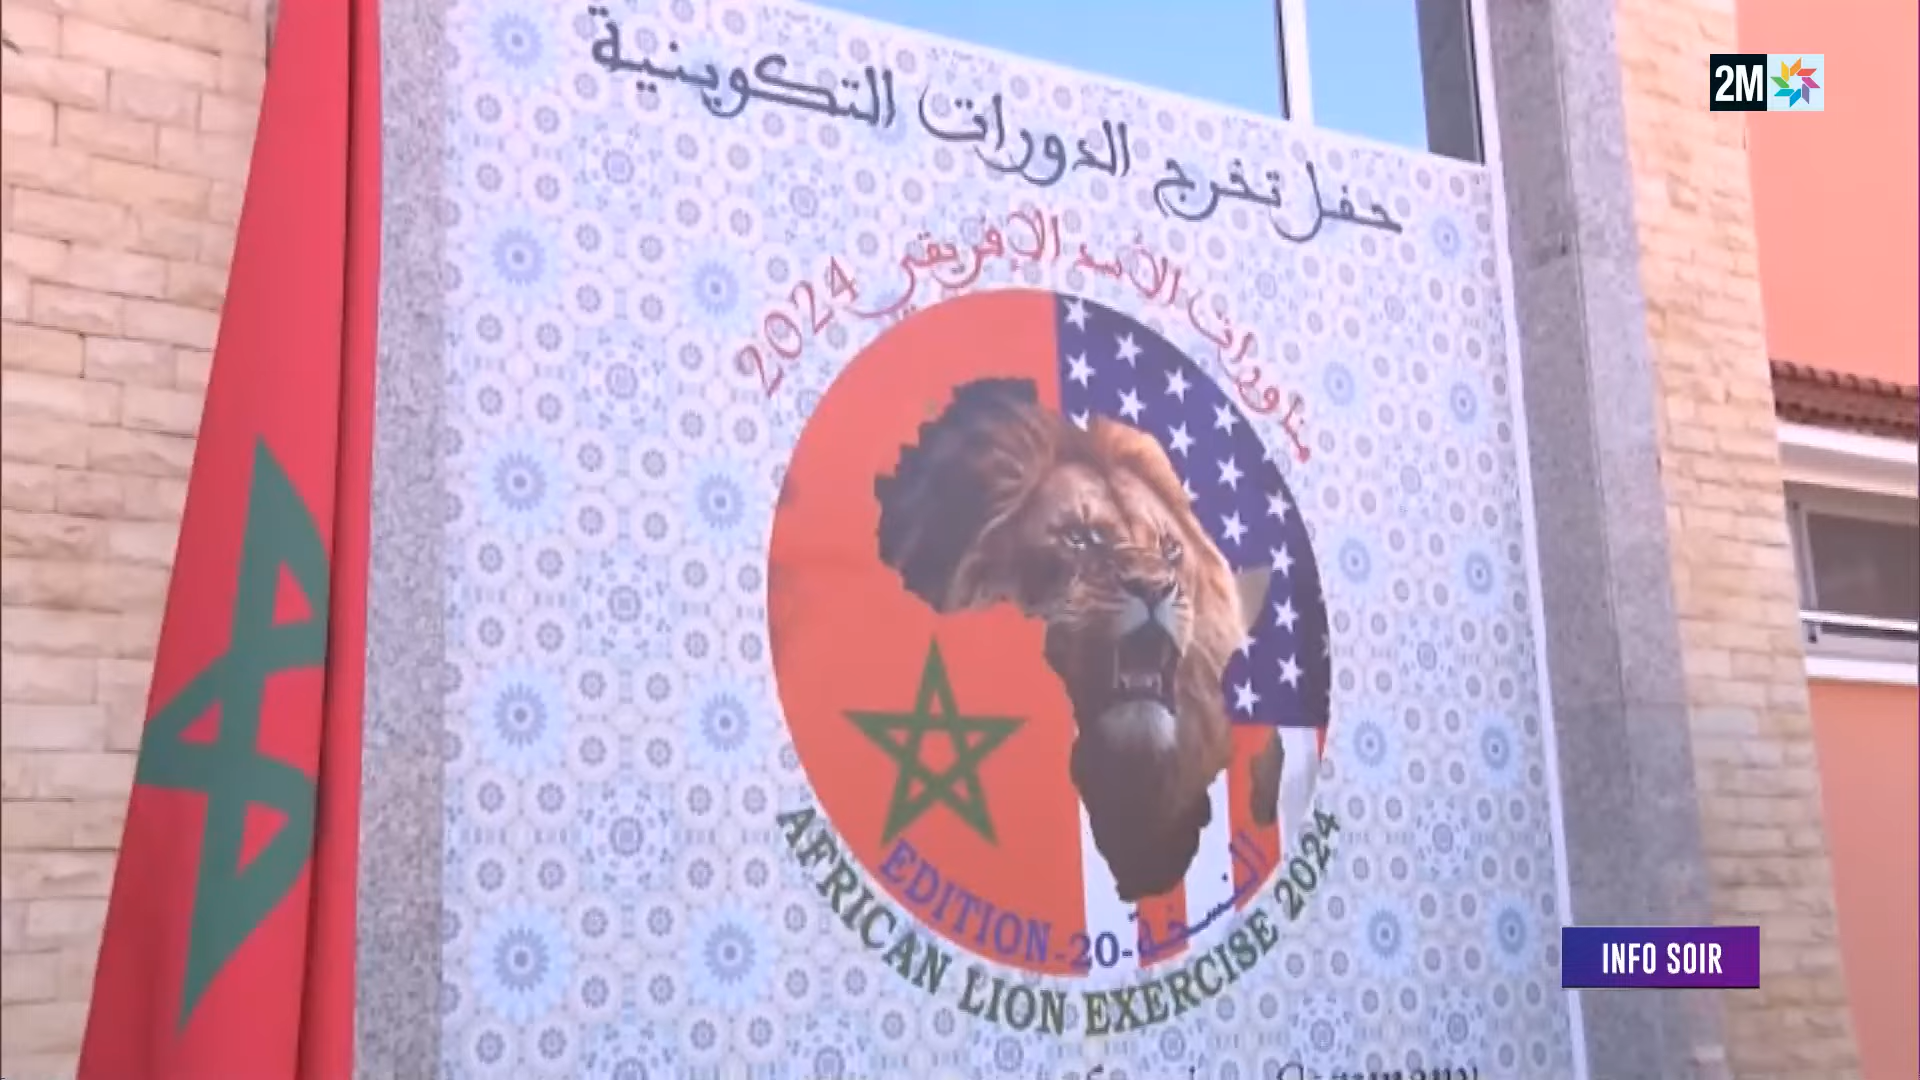 2M
حفل تخرج الدورات التكوينية
مناورات الأسد الإفريقي 2024
EDITION-20-النسخة
AFRICAN LION EXERCISE 2024
INFO SOIR